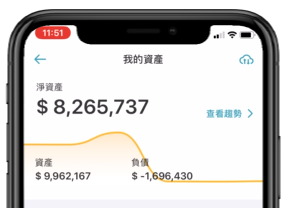 11:51
我的資產
淨資產
$ 8,265,737
查看趨勢
資產
負債
$ 9,962,167
$ -1,696,430